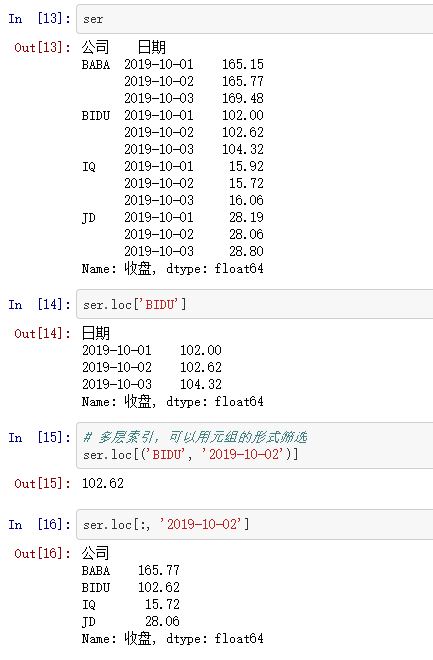 In [13]: ser
Out[13]: 公司 日期
BABA 2019-10-01 165.15
2019-10-02 165.77
2019-10-03 169.48
BIDU 2019-10-01 102.00
2019-10-02 102.62
2019-10-03 104.32
IQ 2019-10-01 15.92
2019-10-02 15.72
2019-10-03 16.06
JD 2019-10-01 28.19
2019-10-02 28.06
2019-10-03 28.80
Name: 收盘, dtype: float64
In [14]: ser.loc['BIDU']
Out[14]: 日期
2019-10-01 102.00
2019-10-02 102.62
2019-10-03 104.32
Name: 收盘, dtype: float64
In [15]: # 多层索引，可以用元组的形式筛选
ser.loc[('BIDU', '2019-10-02')]
Out[15]: 102.62
In [16]: ser.loc[:, '2019-10-02']
Out[16]: 公司
BABA 165.77
BIDU 102.62
IQ 15.72
JD 28.06
Name: 收盘, dtype: float64